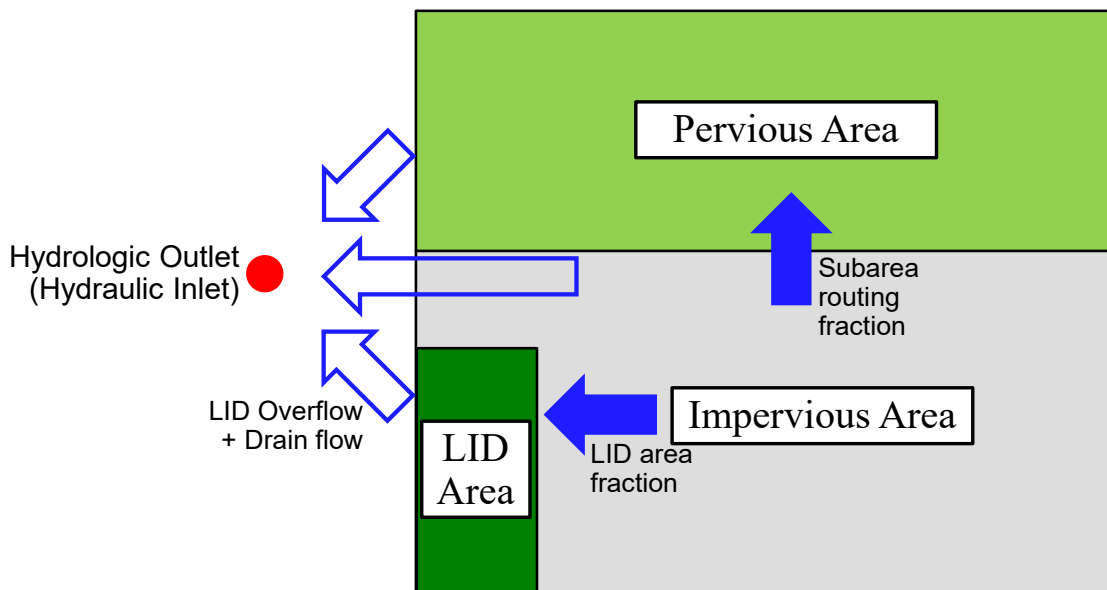 Pervious Area
Hydrologic Outlet
(Hydraulic Inlet)
Subarea
routing
fraction
LID Overflow
+ Drain flow
LID
Area
LID area
fraction
Impervious Area